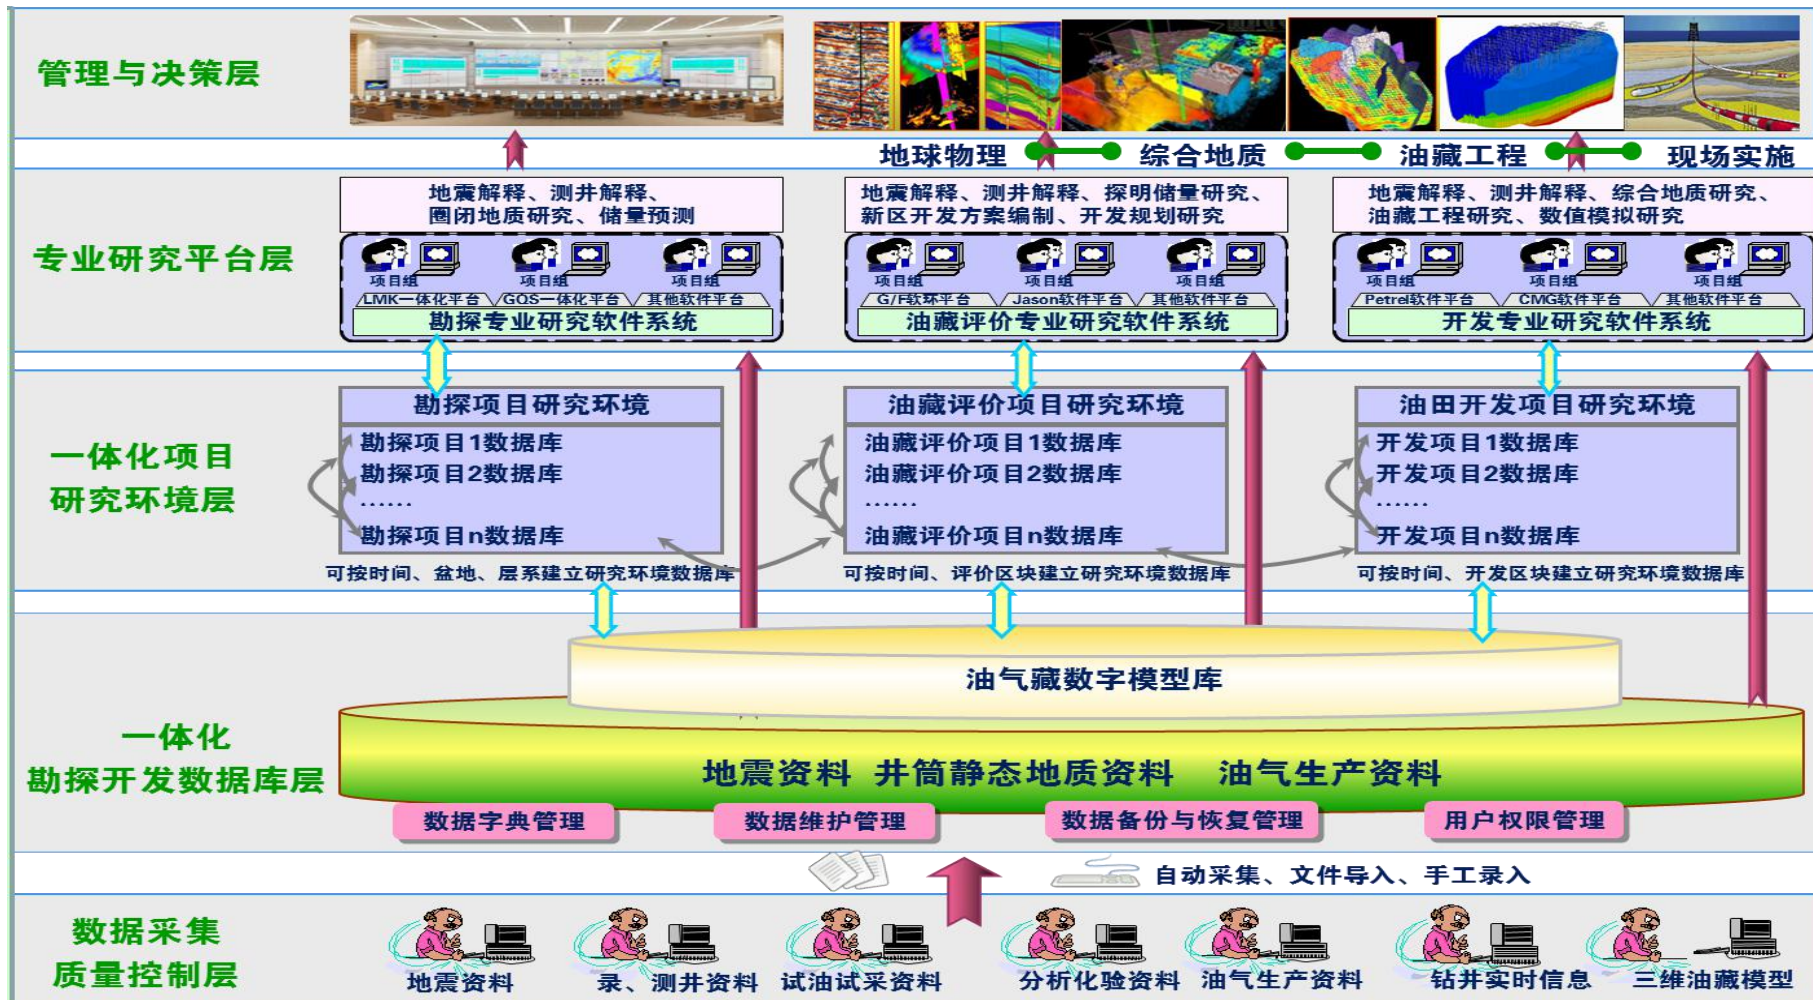 管理与决策层
地球物理 综合地质 油藏工程 现场实施
专业研究平台层
地震解释、测井解释、
圈闭地质研究、储量预测
项目组 项目组 项目组
LMK一体化平台 GQS一体化平台 其他软件平台
勘探专业研究软件系统
地震解释、测井解释、探明储量研究、
新区开发方案编制、开发规划研究
项目组 项目组 项目组
G/F软环平台 Jason软件平台 其他软件平台
油藏评价专业研究软件系统
地震解释、测井解释、综合地质研究、
油藏工程研究、数值模拟研究
项目组 项目组 项目组
Petrel软件平台 CMG软件平台 其他软件平台
开发专业研究软件系统
一体化项目
研究环境层
勘探项目研究环境
勘探项目1数据库
勘探项目2数据库
……
勘探项目n数据库
可按时间、盆地、层系建立研究环境数据库
油藏评价项目研究环境
油藏评价项目1数据库
油藏评价项目2数据库
……
油藏评价项目n数据库
可按时间、评价区块建立研究环境数据库
油田开发项目研究环境
开发项目1数据库
开发项目2数据库
……
开发项目n数据库
可按时间、开发区块建立研究环境数据库
一体化
勘探开发数据库层
油气藏数字模型库
地震资料 井筒静态地质资料 油气生产资料
数据字典管理 数据维护管理 数据备份与恢复管理 用户权限管理
自动采集、文件导入、手工录入
数据采集
质量控制层
地震资料 录、测井资料 试油试采资料 分析化验资料 油气生产资料 钻井实时信息 三维油藏模型